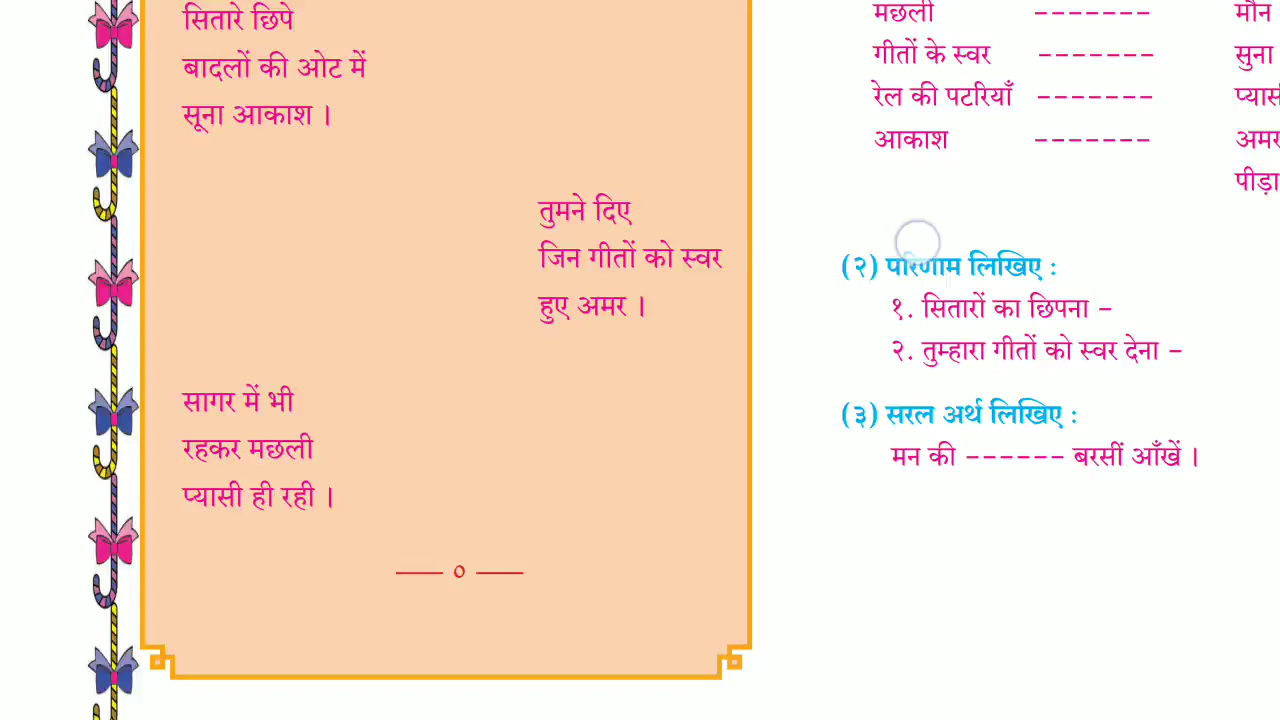 सितारे छिपे
बादलों की ओट में
सूना आकाश ।
तुमने दिए
जिन गीतों को स्वर
हुए अमर ।
सागर में भी
रहकर मछली
प्यासी ही रही ।
०
मछली ------- मौन
गीतों के स्वर ------- सुना
रेल की पटरियाँ ------- प्यासी
आकाश ------- अमर
पीड़ा
(२) परिणाम लिखिए :
१. सितारों का छिपना -
२. तुम्हारा गीतों को स्वर देना -
(३) सरल अर्थ लिखिए :
मन की ------ बरसीं आँखें ।